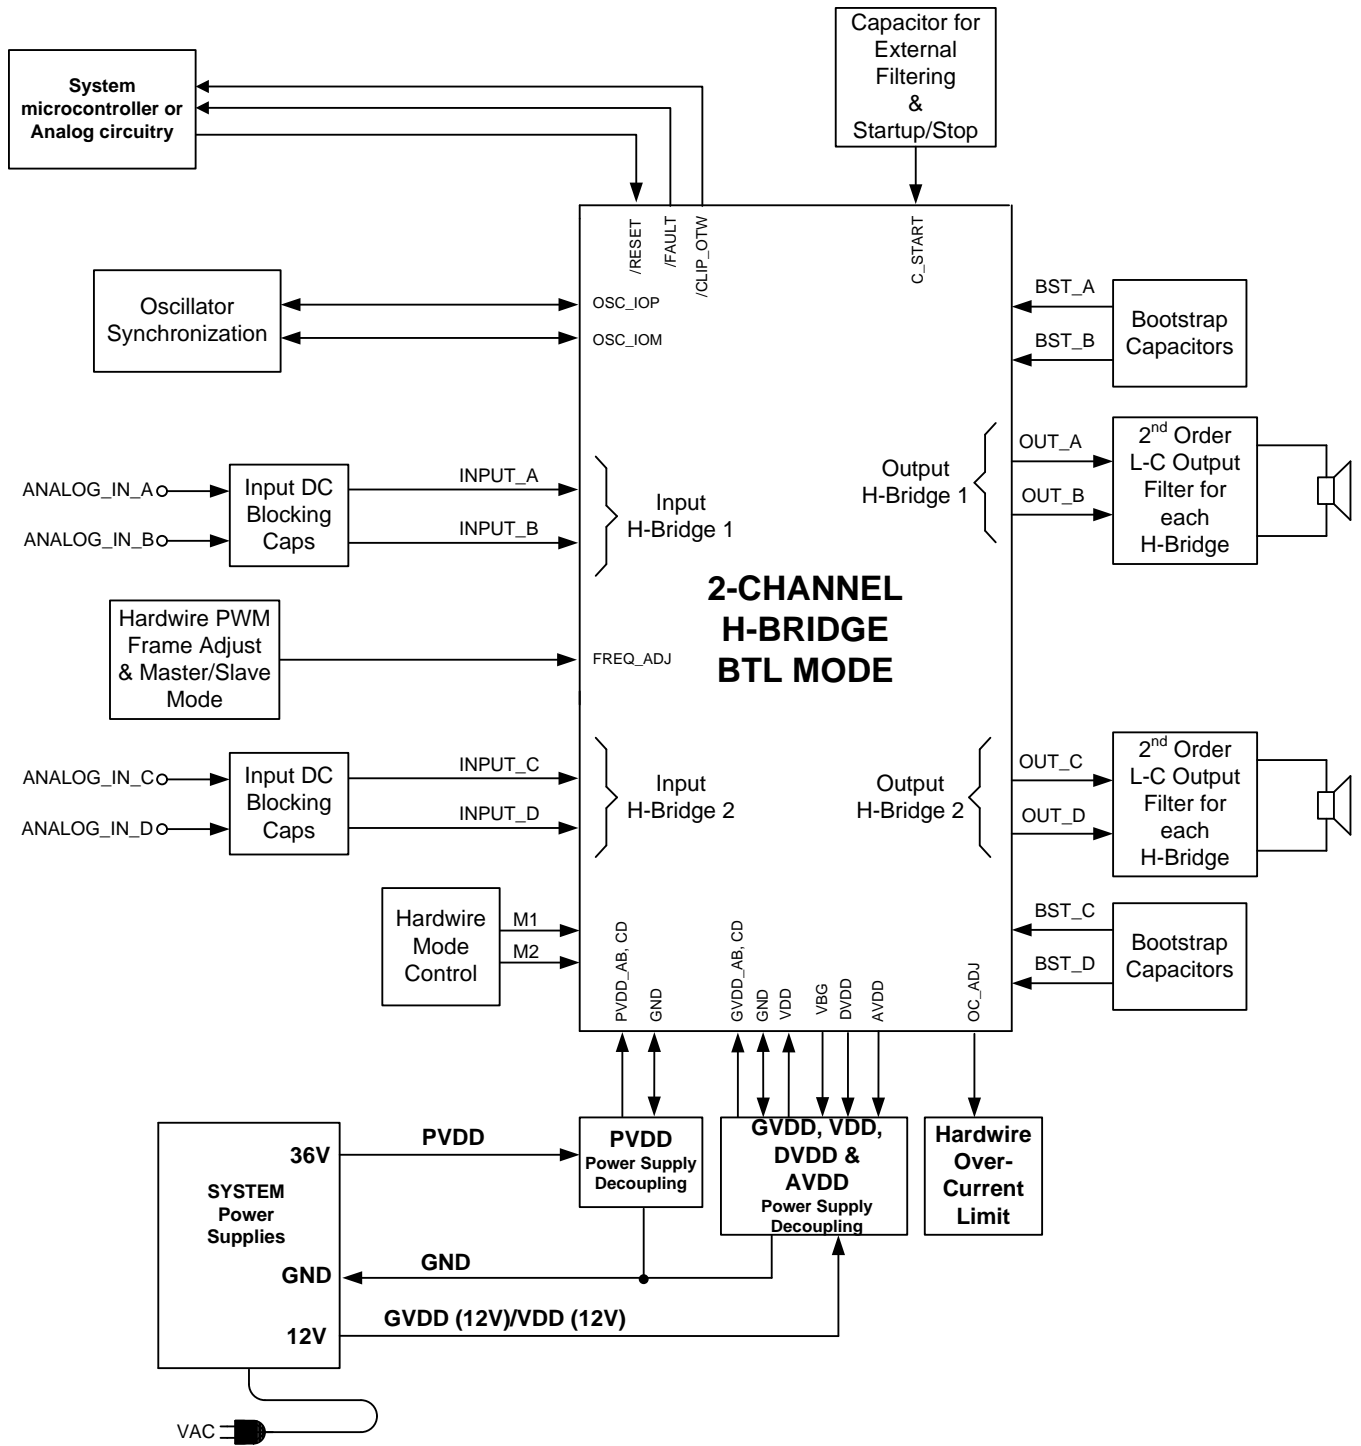 Capacitor for
External
Filtering
&
Startup/Stop
System
microcontroller or
Analog circuitry
/RESET
/FAULT
/CLIP_OTW
C_START
Oscillator
Synchronization
OSC_IOP
OSC_IOM
BST_A
BST_B
Bootstrap
Capacitors
ANALOG_IN_A
ANALOG_IN_B
Input DC
Blocking
Caps
INPUT_A
INPUT_B
Input
H-Bridge 1
Output
H-Bridge 1
OUT_A
OUT_B
2nd Order
L-C Output
Filter for
each
H-Bridge
2-CHANNEL
H-BRIDGE
BTL MODE
Hardwire PWM
Frame Adjust
& Master/Slave
Mode
FREQ_ADJ
ANALOG_IN_C
ANALOG_IN_D
Input DC
Blocking
Caps
INPUT_C
INPUT_D
Input
H-Bridge 2
Output
H-Bridge 2
OUT_C
OUT_D
2nd Order
L-C Output
Filter for
each
H-Bridge
Hardwire
Mode
Control
M1
M2
PVDD_AB, CD
GND
GVDD_AB, CD
GND
VDD
VBG
DVDD
AVDD
OC_ADJ
BST_C
BST_D
Bootstrap
Capacitors
36V
SYSTEM
Power
Supplies
GND
12V
PVDD
PVDD
Power Supply
Decoupling
GVDD, VDD,
DVDD &
AVDD
Power Supply
Decoupling
Hardwire
Over-
Current
Limit
GND
GVDD (12V)/VDD (12V)
VAC